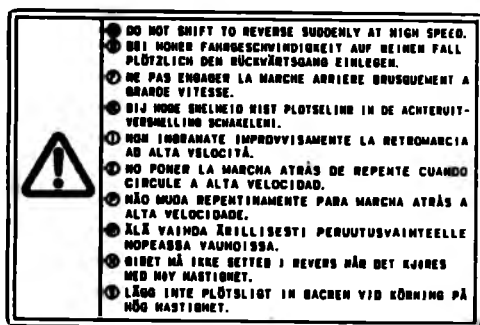 DO NOT SHIFT TO REVERSE SUDDENLY AT HIGH SPEED.
BEI HOHER FAHRGESCHWINDIGKEIT AUF KEINEN FALL
PLÖTZLICH DEN RÜCKWÄRTSGANG EINLEGEN.
NE PAS ENGAGER LA MARCHE ARRIERE BRUSQUEMENT A
GRANDE VITESSE.
BIJ HOGE SNELHEID NIET PLOTSELING IN DE ACHTERUIT-
VERSNELLING SCHAKELEN.
NON INGRANATE IMPROVVISAMENTE LA RETROMARCIA
AD ALTA VELOCITÀ.
NO PONER LA MARCHA ATRÀS DE REPENTE CUANDO
CIRCULE A ALTA VELOCIDAD.
NÃO MUDA REPENTINAMENTE PARA MARCHA ATRÀS A
ALTA VELOCIDADE.
ÄLÄ VAIHDA ÄKILLISESTI PERUUTUSVAIHTEELLE
NOPEASSA VAUHDISSA.
GIRET MÅ IKKE SETTES I REVERS NÅR DET KJØRES
MED HØY HASTIGHET.
LÄGG INTE PLÖTSLIGT IN BACKEN VID KÖRNING PÅ
HÖG HASTIGHET.